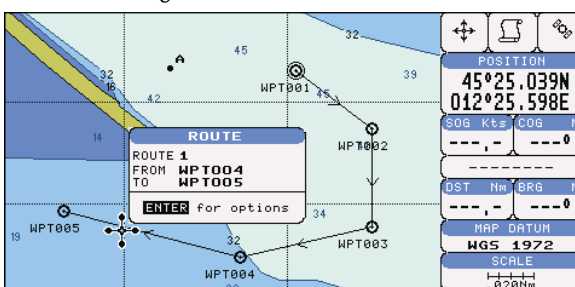 32
45
A
39
32
16
WPT001
45
42
POSITION
45°25.039N
012°25.598E
SOG Kts
COG
---.-
---°
14
ROUTE
ROUTE 1
FROM WPT004
TO WPT005
ENTER for options
WPT002
--------
DST Nm
BRG
---.-
---°
34
WPT005
19
32
WPT003
WPT004
MAP DATUM
WGS 1972
SCALE
.020Nm